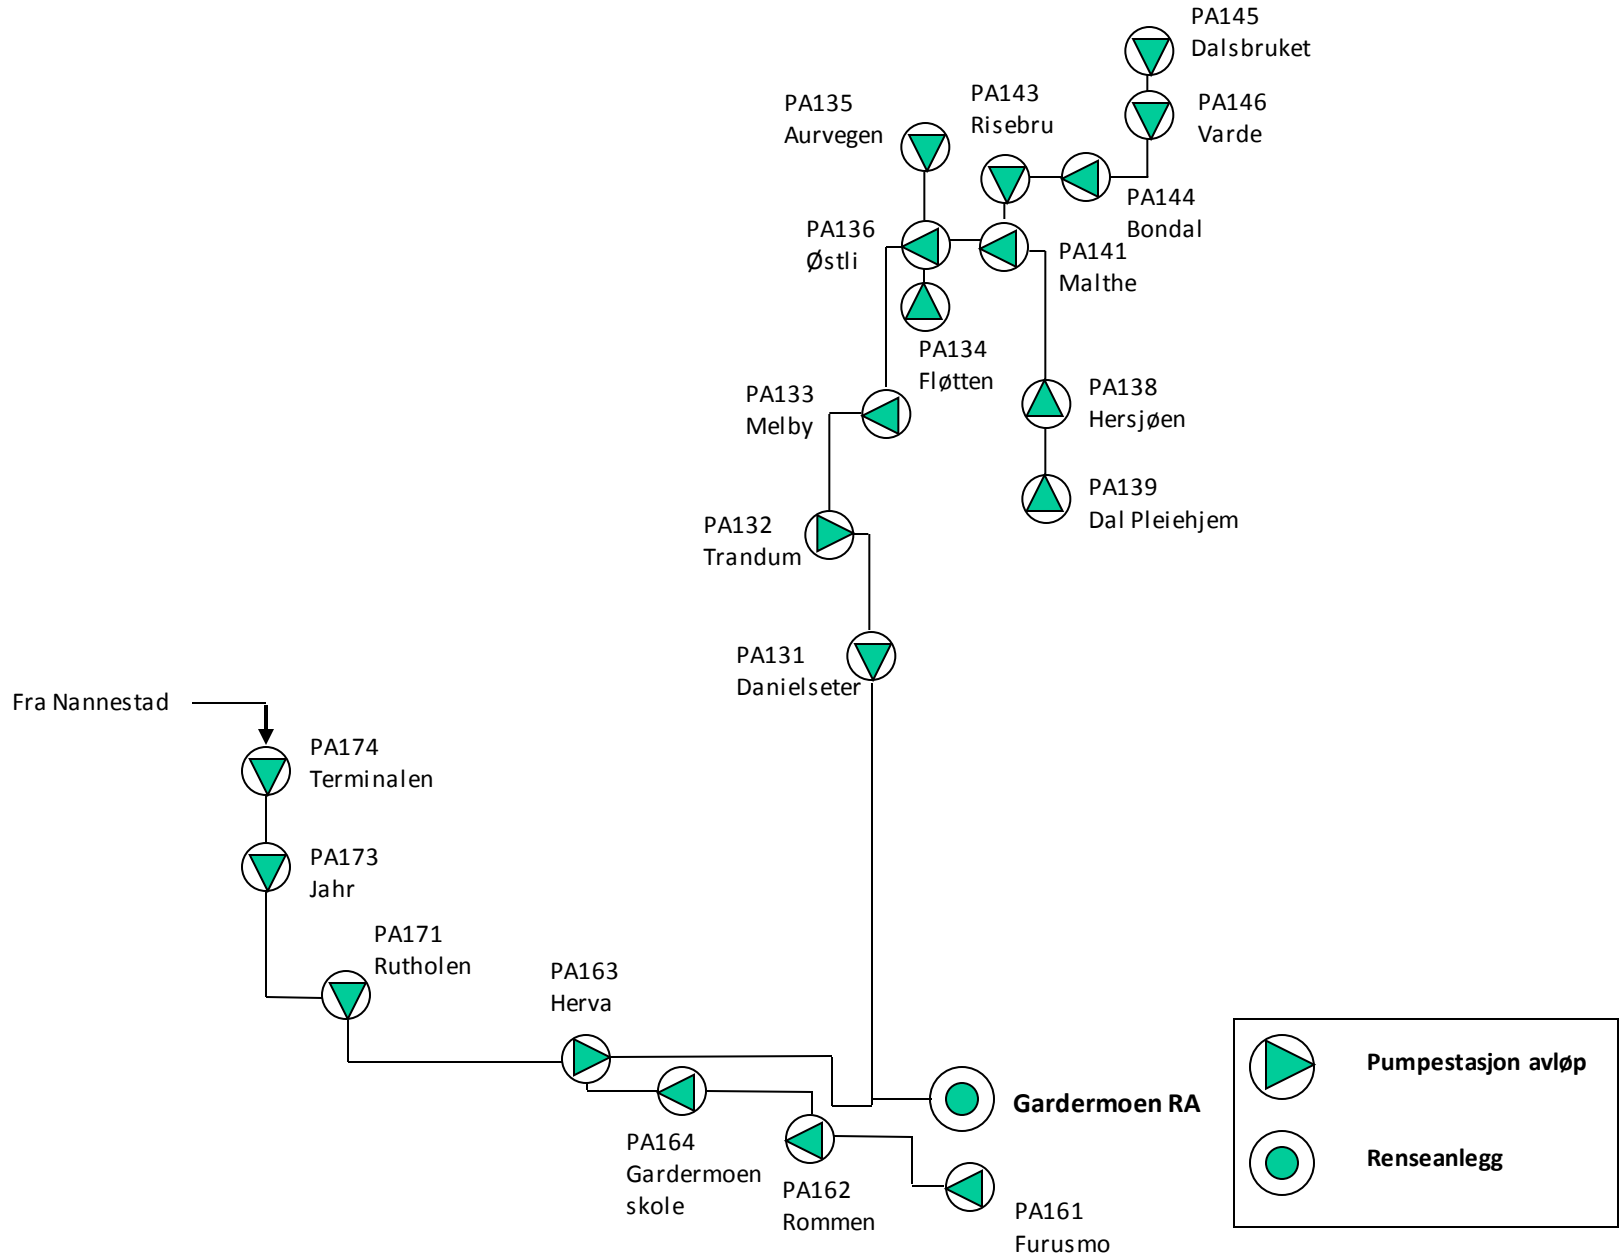 PA145
Dalsbruket
PA146
Varde
PA143
Risebru
PA135
Aurvegen
PA144
Bondal
PA136
Østli
PA141
Malthe
PA134
Fløtten
PA133
Melby
PA138
Hersjøen
PA139
Dal Pleiehjem
PA132
Trandum
PA131
Danielseter
Fra Nannestad
PA174
Terminalen
PA173
Jahr
PA171
Rutholen
PA163
Herva
Gardermoen RA
PA164
Gardermoen
skole
PA162
Rommen
PA161
Furusmo
Pumpestasjon avløp
Renseanlegg